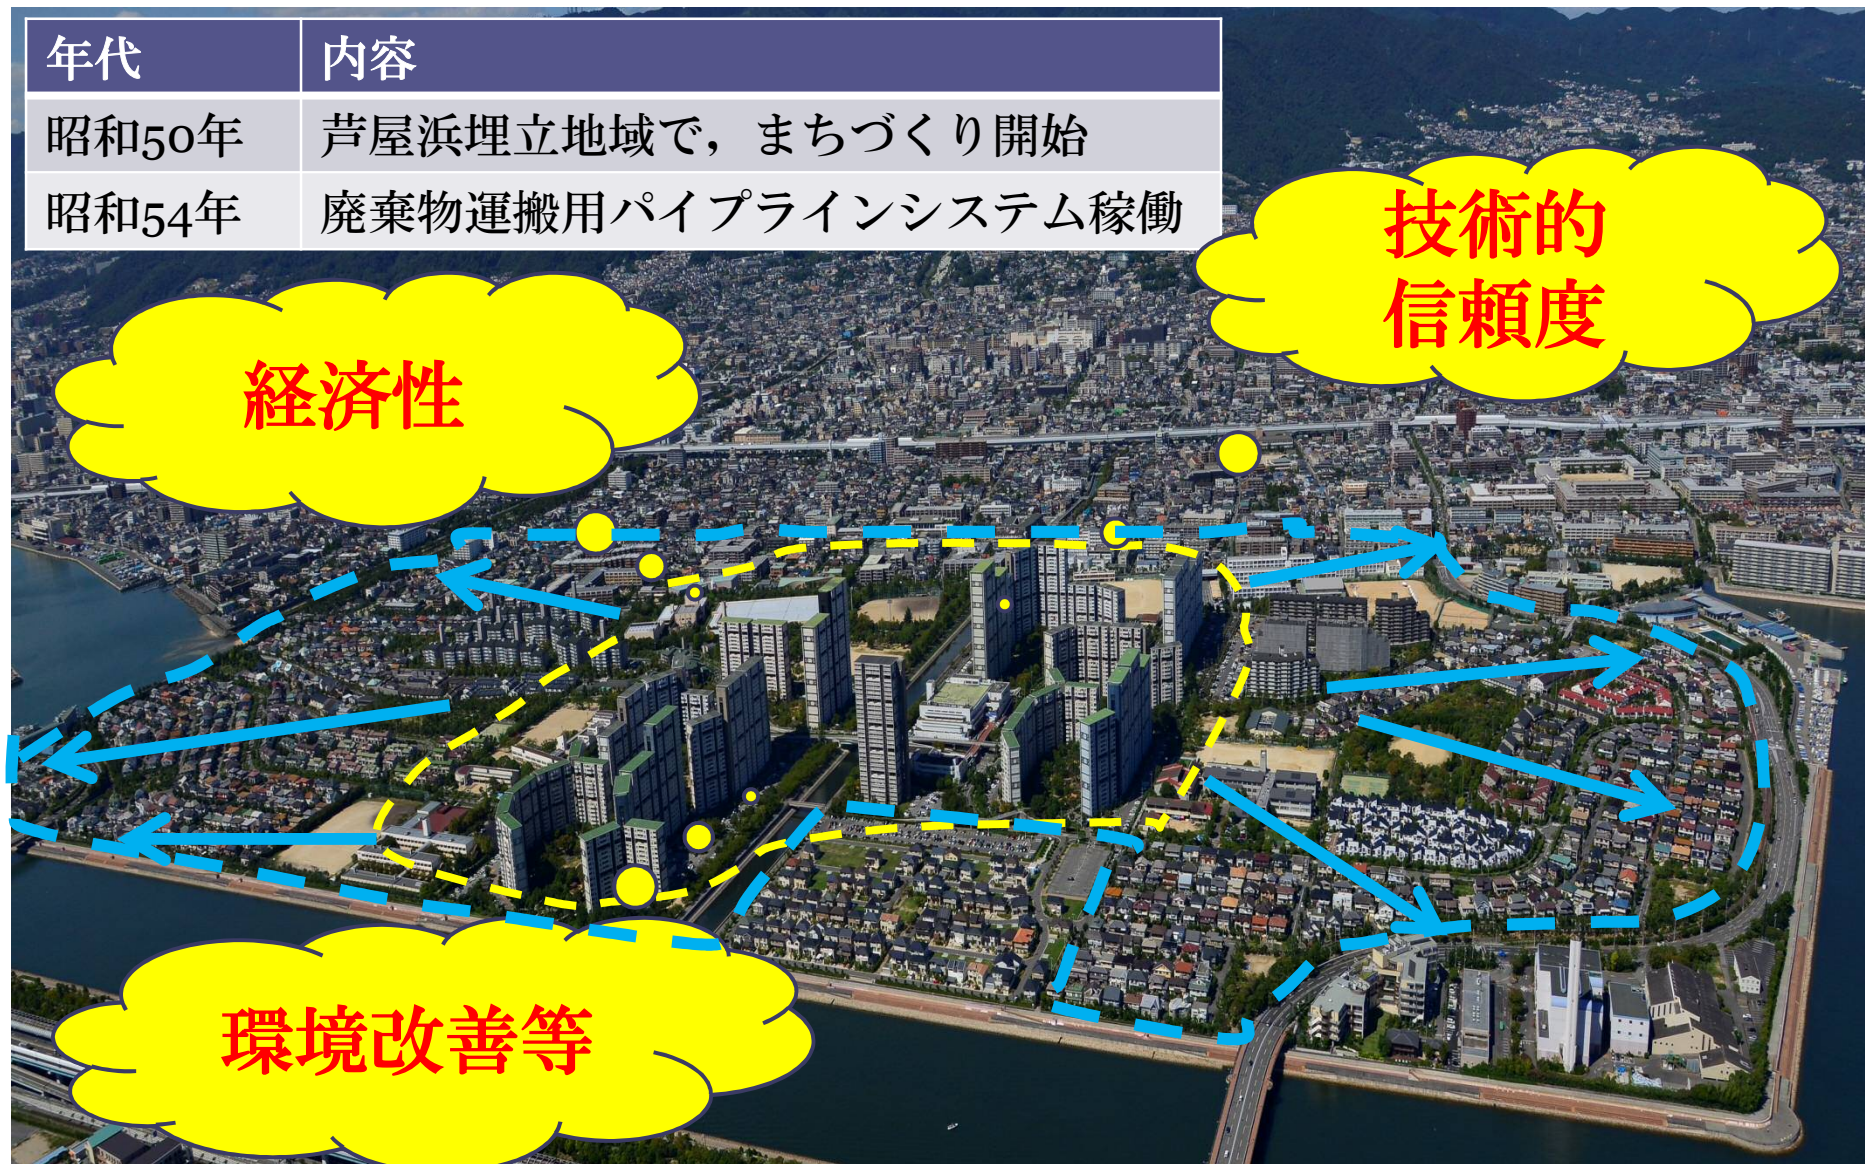 年代 内容
昭和50年 芦屋浜埋立地域で，まちづくり開始
昭和54年 廃棄物運搬用パイプラインシステム稼働
技術的
信頼度
経済性
環境改善等